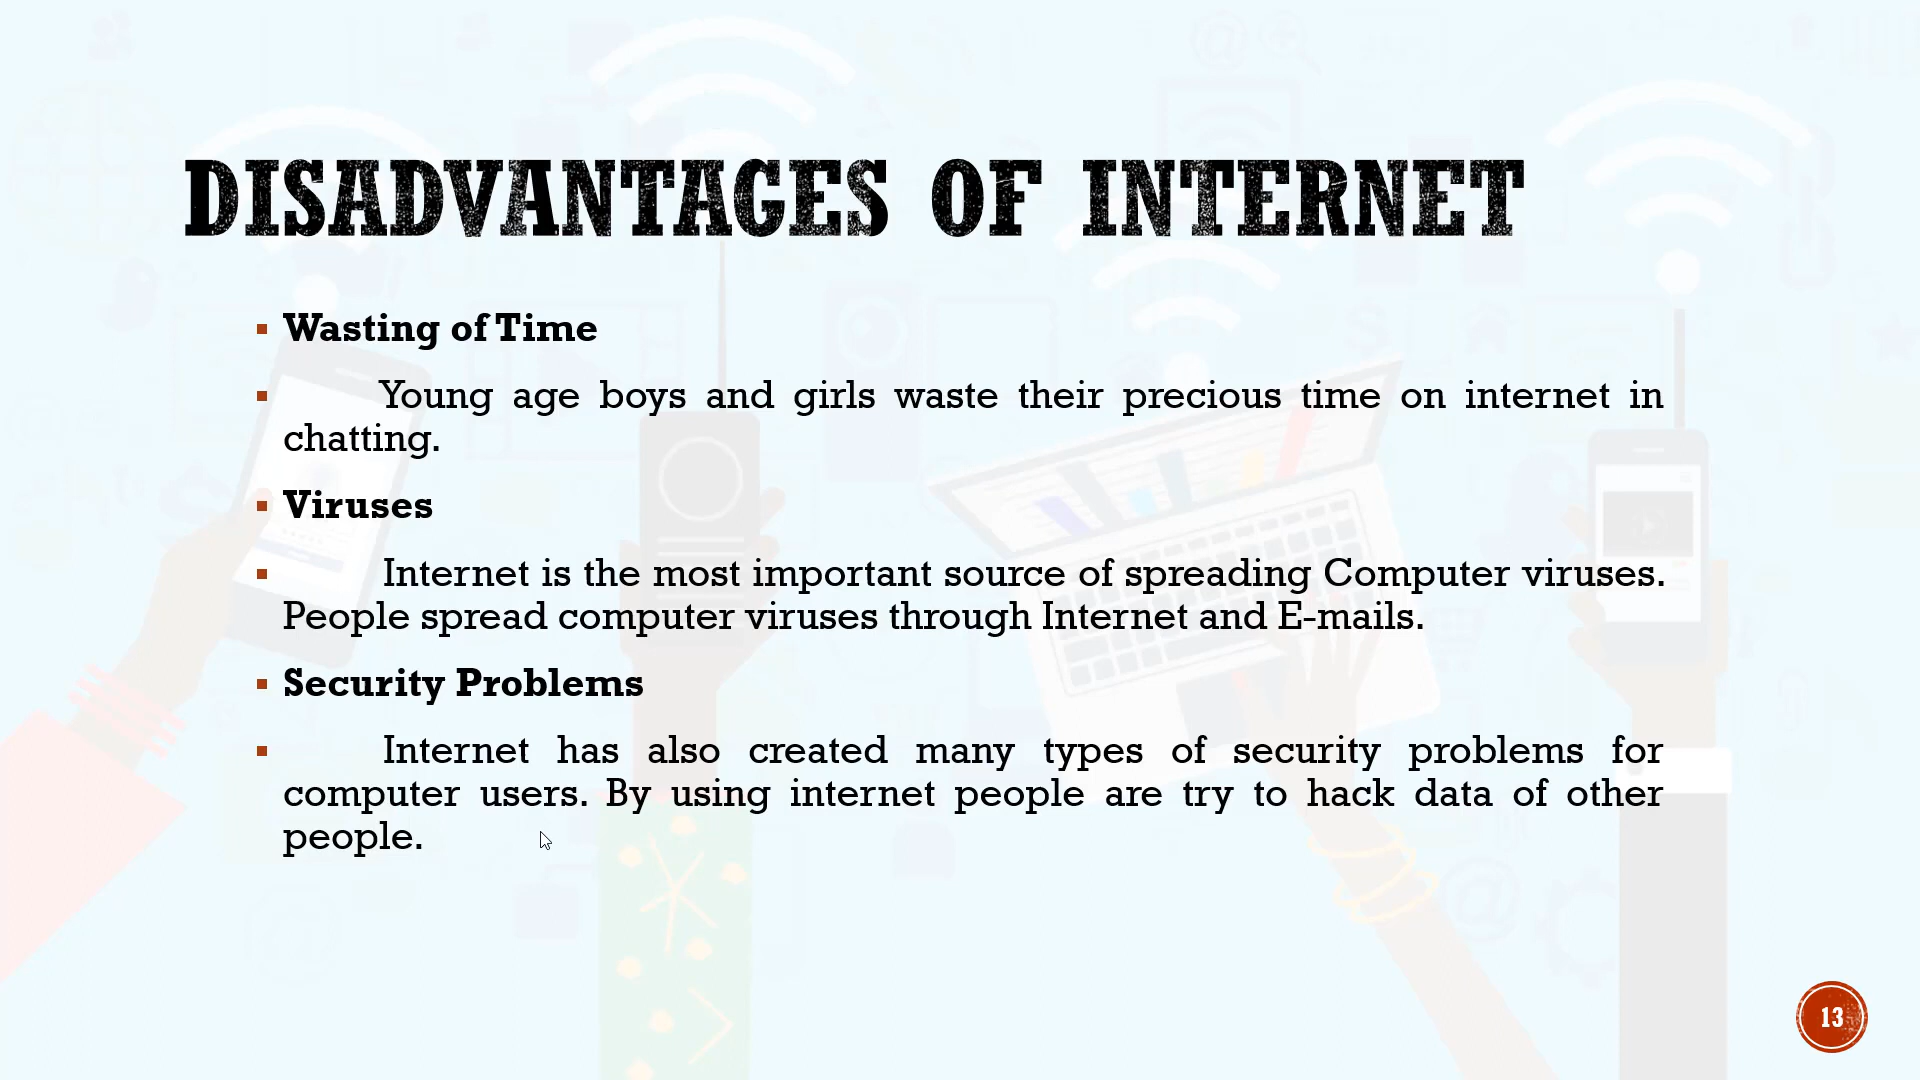 DISADVANTAGES OF INTERNET
Wasting of Time
Young age boys and girls waste their precious time on internet in
chatting.
Viruses
Internet is the most important source of spreading Computer viruses.
People spread computer viruses through Internet and E-mails.
Security Problems
Internet has also created many types of security problems for
computer users. By using internet people are try to hack data of other
people.
13